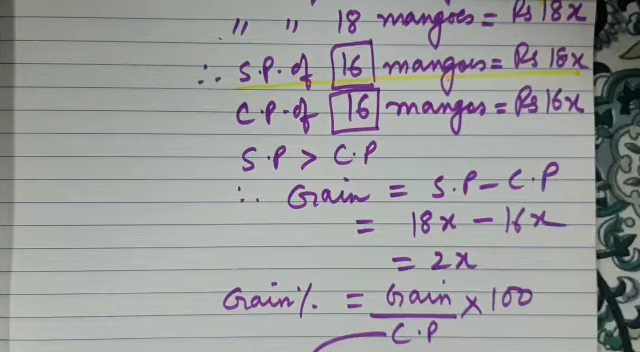 " " 18 mangoes = Rs 18x
∴ S.P. of 16 mangoes = Rs 18x
C.P. of 16 mangoes = Rs 16x
S.P > C.P
∴ Gain = S.P - C.P
= 18x - 16x
= 2x
Gain% = Gain/C.P × 100